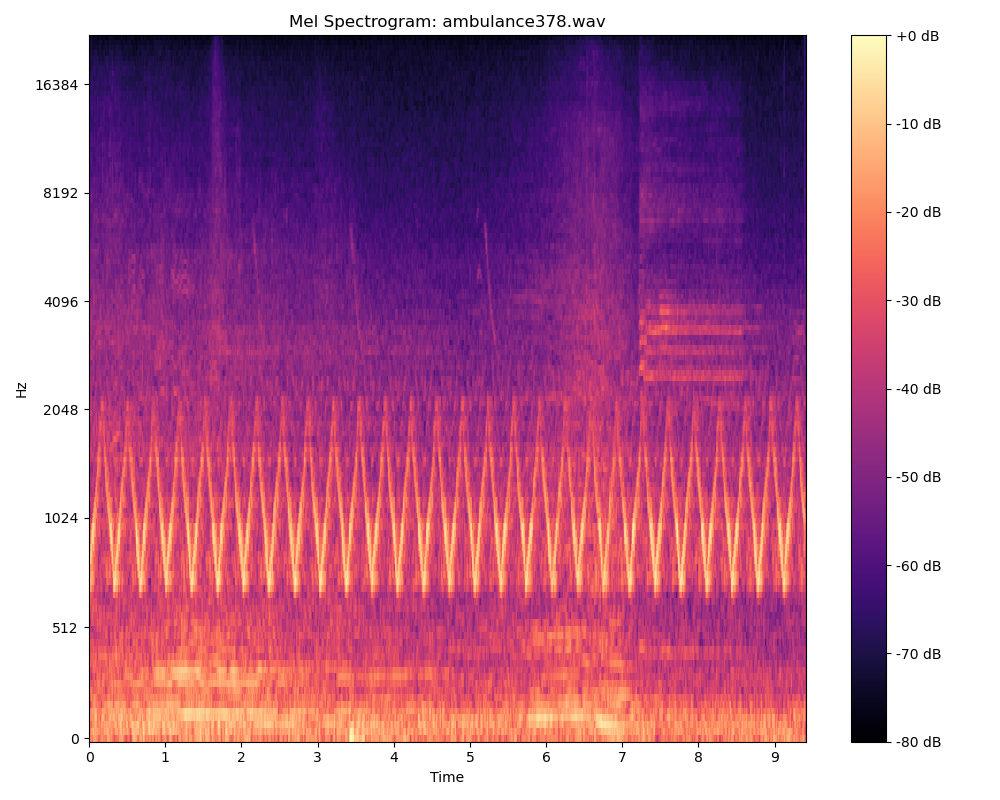 Mel Spectrogram: ambulance378.wav
+0 dB
16384
-10 dB
8192
-20 dB
4096
-30 dB
Hz
2048
-40 dB
-50 dB
1024
-60 dB
512
-70 dB
0
-80 dB
0 1 2 3 4 5 6 7 8 9
Time